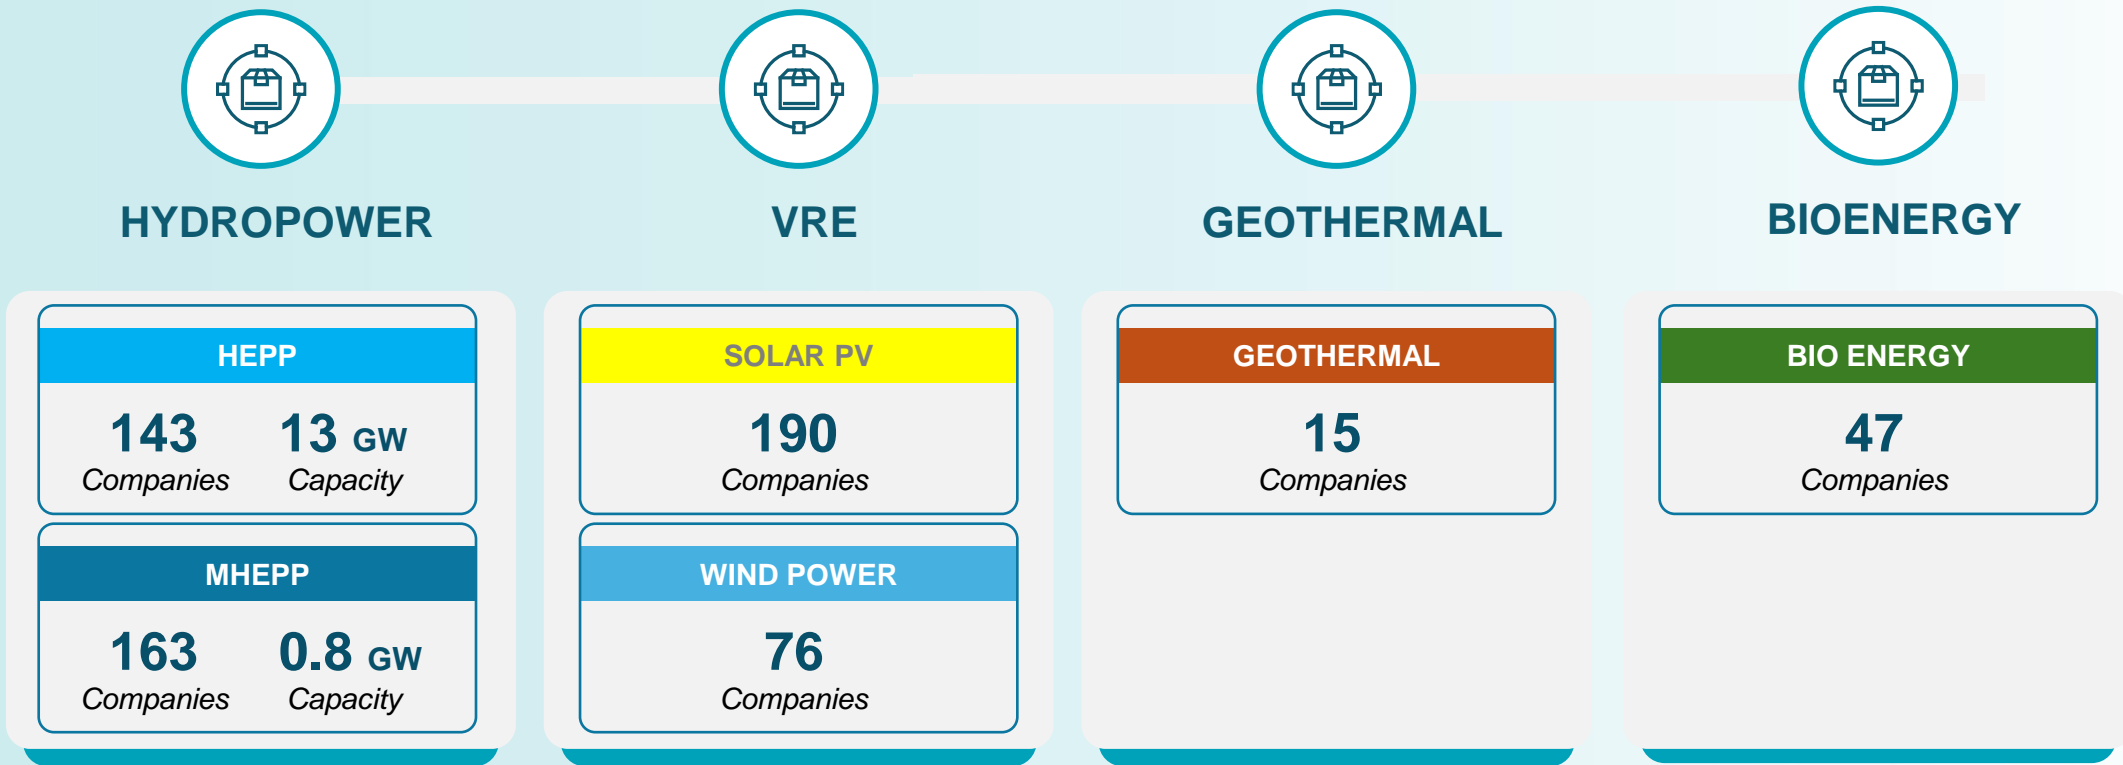 HYDROPOWER
HEPP
143 13 GW
Companies Capacity
MHEPP
163 0.8 GW
Companies Capacity
VRE
SOLAR PV
190
Companies
WIND POWER
76
Companies
GEOTHERMAL
GEOTHERMAL
15
Companies
BIOENERGY
BIO ENERGY
47
Companies